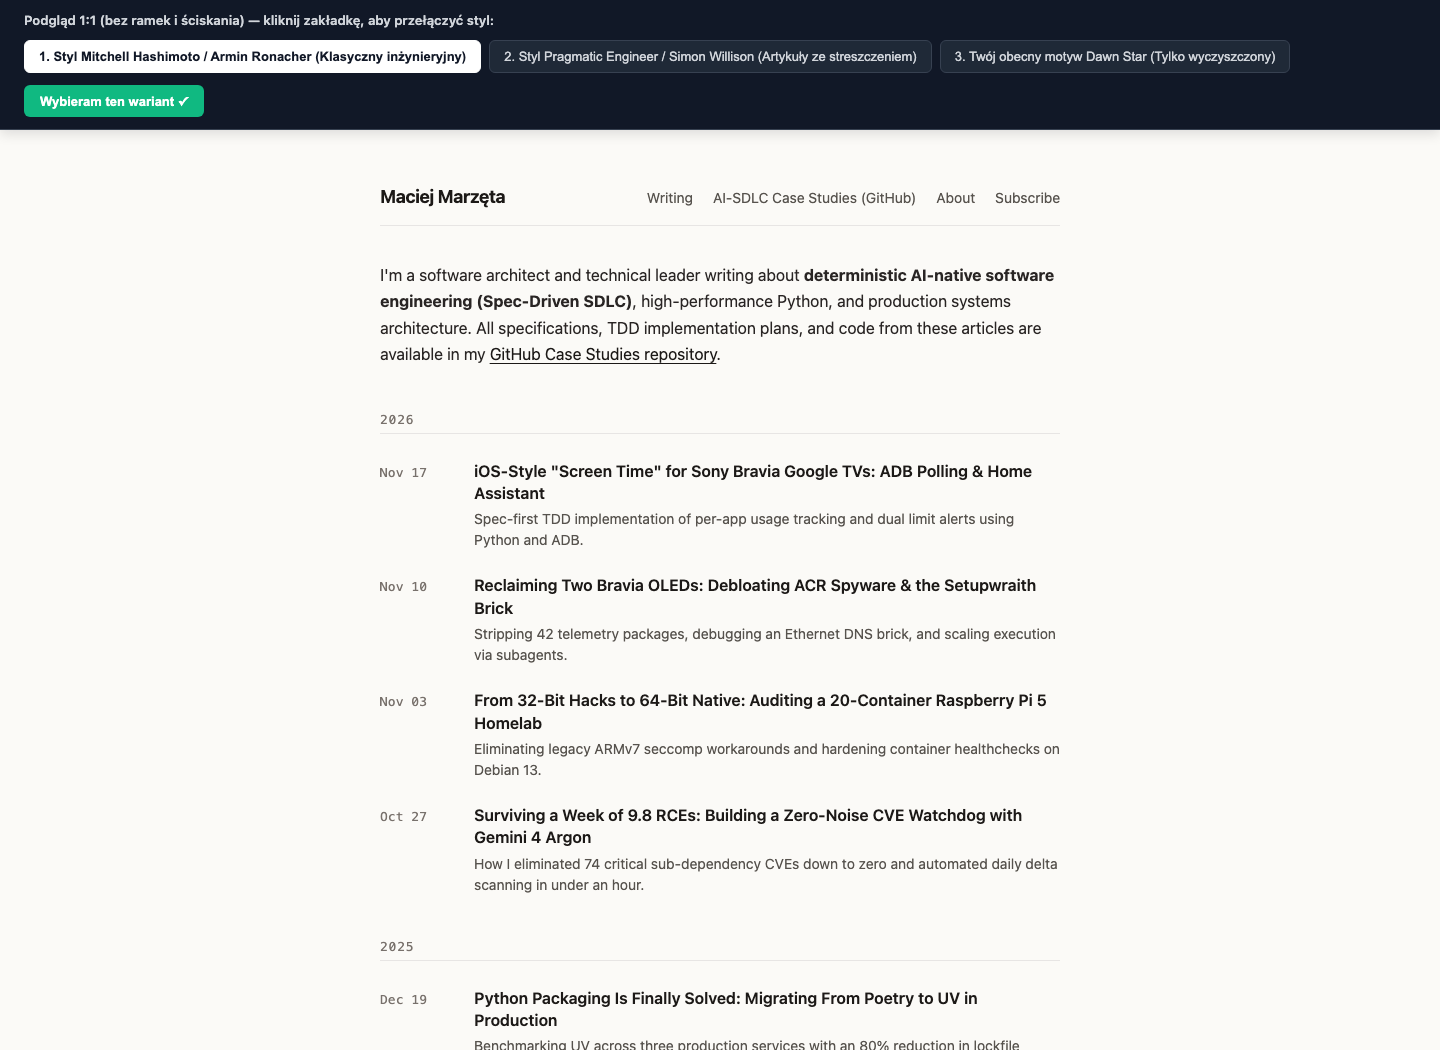 Podgląd 1:1 (bez ramek i ściskania) — kliknij zakładkę, aby przełączyć styl:
1. Styl Mitchell Hashimoto / Armin Ronacher (Klasyczny inżynieryjny)
2. Styl Pragmatic Engineer / Simon Willison (Artykuły ze streszczeniem)
3. Twój obecny motyw Dawn Star (Tylko wyczyszczony)
Wybieram ten wariant ✓
Maciej Marzęta
Writing
AI-SDLC Case Studies (GitHub)
About
Subscribe
I'm a software architect and technical leader writing about deterministic AI-native software
engineering (Spec-Driven SDLC), high-performance Python, and production systems
architecture. All specifications, TDD implementation plans, and code from these articles are
available in my GitHub Case Studies repository.
2026
Nov 17
iOS-Style "Screen Time" for Sony Bravia Google TVs: ADB Polling & Home
Assistant
Spec-first TDD implementation of per-app usage tracking and dual limit alerts using
Python and ADB.
Nov 10
Reclaiming Two Bravia OLEDs: Debloating ACR Spyware & the Setupwraith
Brick
Stripping 42 telemetry packages, debugging an Ethernet DNS brick, and scaling execution
via subagents.
Nov 03
From 32-Bit Hacks to 64-Bit Native: Auditing a 20-Container Raspberry Pi 5
Homelab
Eliminating legacy ARMv7 seccomp workarounds and hardening container healthchecks on
Debian 13.
Oct 27
Surviving a Week of 9.8 RCEs: Building a Zero-Noise CVE Watchdog with
Gemini 4 Argon
How I eliminated 74 critical sub-dependency CVEs down to zero and automated daily delta
scanning in under an hour.
2025
Dec 19
Python Packaging Is Finally Solved: Migrating From Poetry to UV in
Production
Benchmarking UV across three production services with an 80% reduction in lockfile